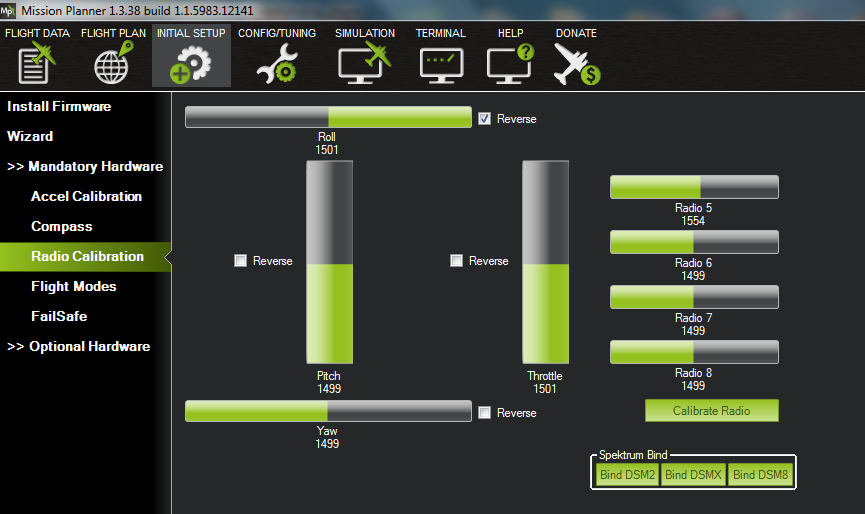 Mp Mission Planner 1.3.38 build 1.1.5983.12141
FLIGHT DATA FLIGHT PLAN INITIAL SETUP CONFIG/TUNING SIMULATION TERMINAL HELP DONATE
Install Firmware
Wizard
>> Mandatory Hardware
Accel Calibration
Compass
Radio Calibration
Flight Modes
FailSafe
>> Optional Hardware
Reverse
Roll
1501
Reverse
Pitch
1499
Reverse
Throttle
1501
Reverse
Yaw
1499
Radio 5
1554
Radio 6
1499
Radio 7
1499
Radio 8
1499
Calibrate Radio
Spektrum Bind
Bind DSM2 Bind DSMX Bind DSM8